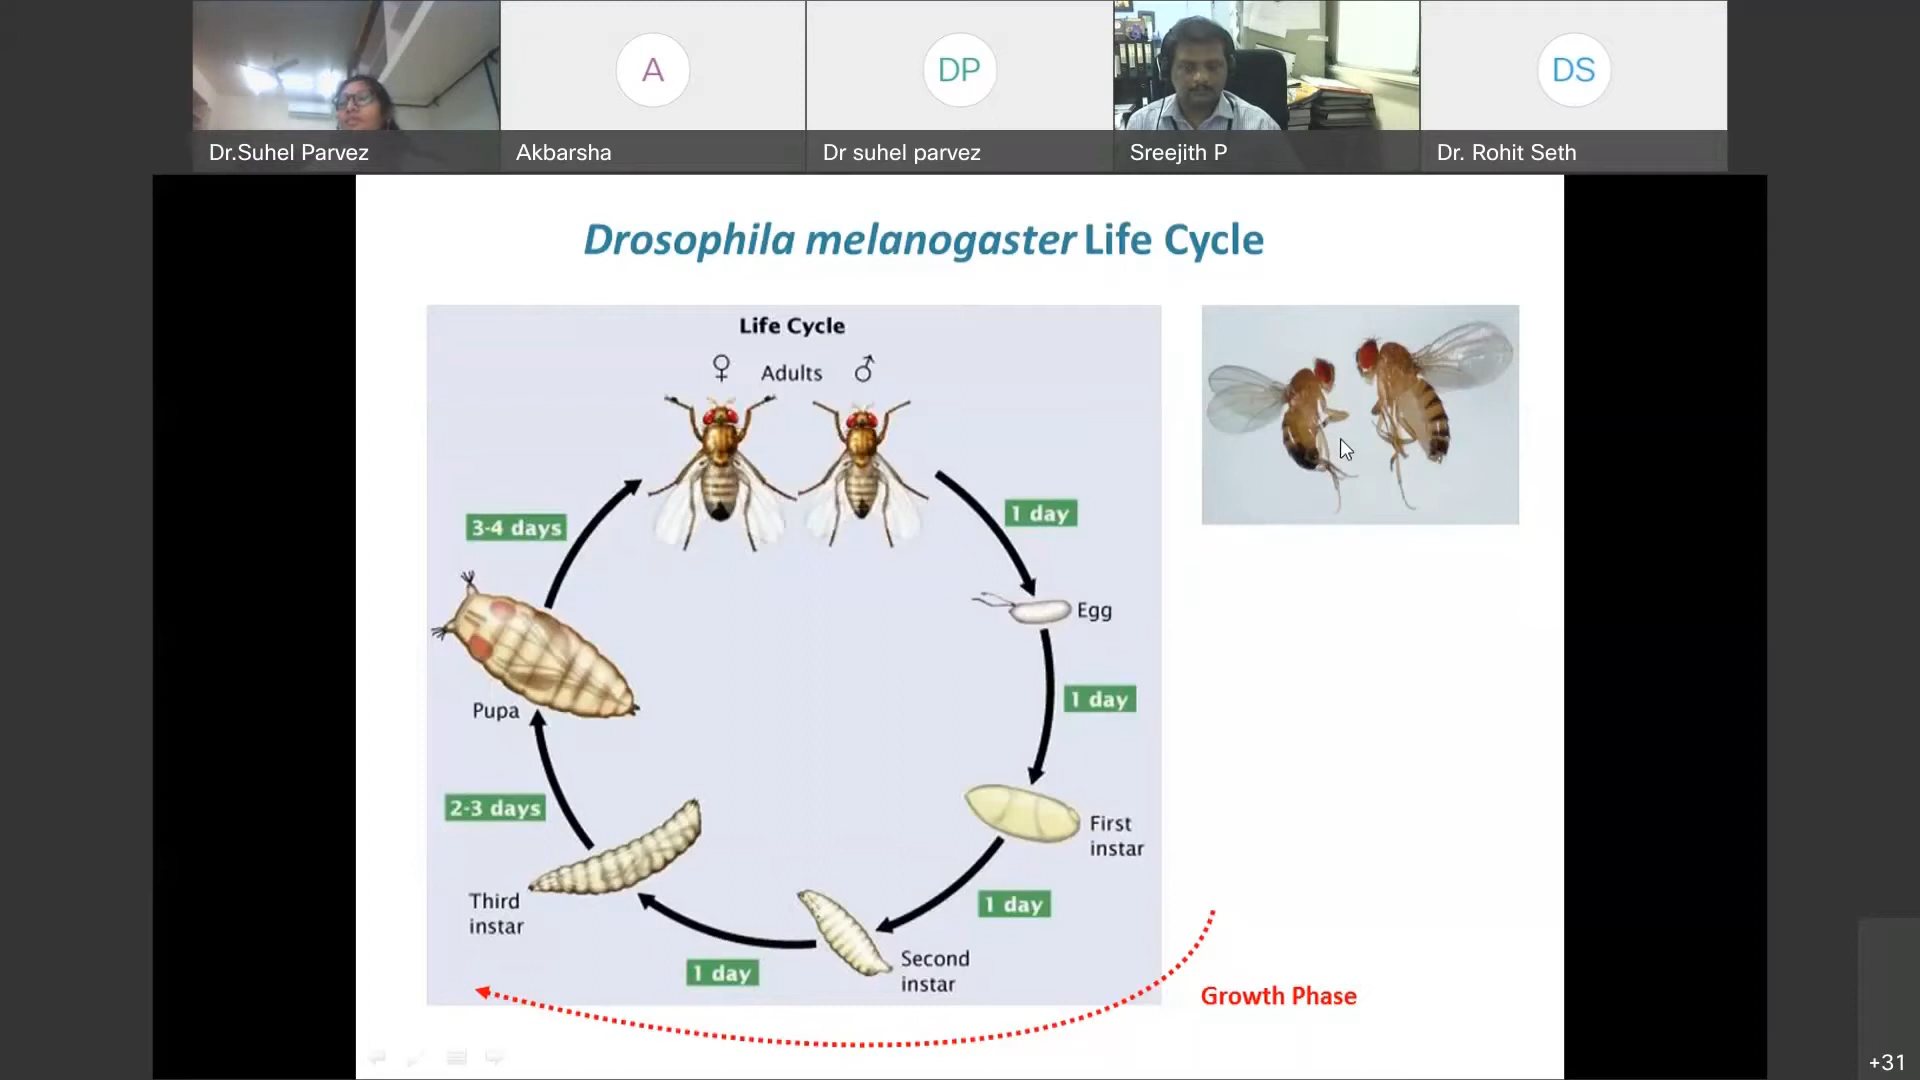 A
DP
DS
Dr.Suhel Parvez
Akbarsha
Dr suhel parvez
Sreejith P
Dr. Rohit Seth
Drosophila melanogaster Life Cycle
Life Cycle
♀ Adults ♂
3-4 days
1 day
Egg
1 day
Pupa
2-3 days
First
instar
1 day
Third
instar
Second
instar
1 day
Growth Phase
+31